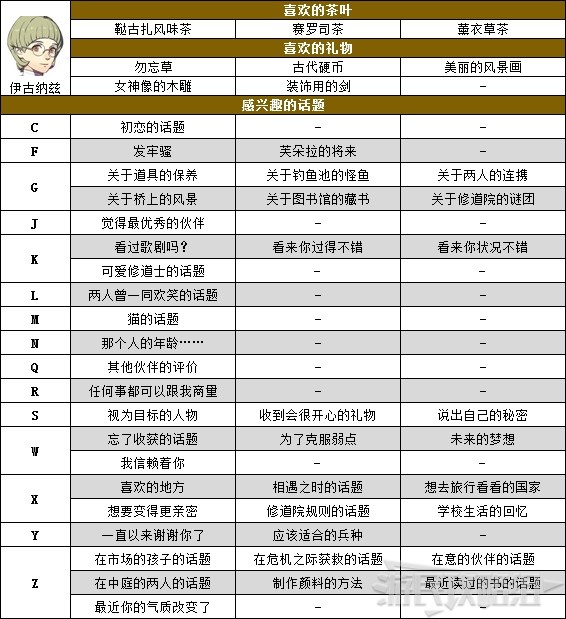 喜欢的茶叶
鞑古扎风味茶 赛罗司茶 薰衣草茶
喜欢的礼物
勿忘草 古代硬币 美丽的风景画
伊古纳兹 女神像的木雕 装饰用的剑 –
感兴趣的话题
C 初恋的话题 – –
F 发牢骚 芙朵拉的将来 –
G 关于道具的保养 关于钓鱼池的怪鱼 关于两人的连携
关于桥上的风景 关于图书馆的藏书 关于修道院的谜团
J 觉得最优秀的伙伴 – –
K 看过歌剧吗? 看来你过得不错 看来你状况不错
可爱修道士的话题 – –
L 两人曾一同欢笑的话题 – –
M 猫的话题 – –
N 那个人的年龄…… – –
Q 其他伙伴的评价 – –
R 任何事都可以跟我商量 – –
S 视为目标的人物 收到会很开心的礼物 说出自己的秘密
W 忘了收获的话题 为了克服弱点 未来的梦想
我信赖着你 – –
X 喜欢的地方 相遇之时的话题 想去旅行看看的国家
想要变得更亲密 修道院规则的话题 学校生活的回忆
Y 一直以来谢谢你了 应该适合的兵种 –
Z 在市场的孩子的话题 在危机之际获救的话题 在意的伙伴的话题
在中庭的两人的话题 制作颜料的方法 最近读过的书的话题
最近你的气质改变了 – –